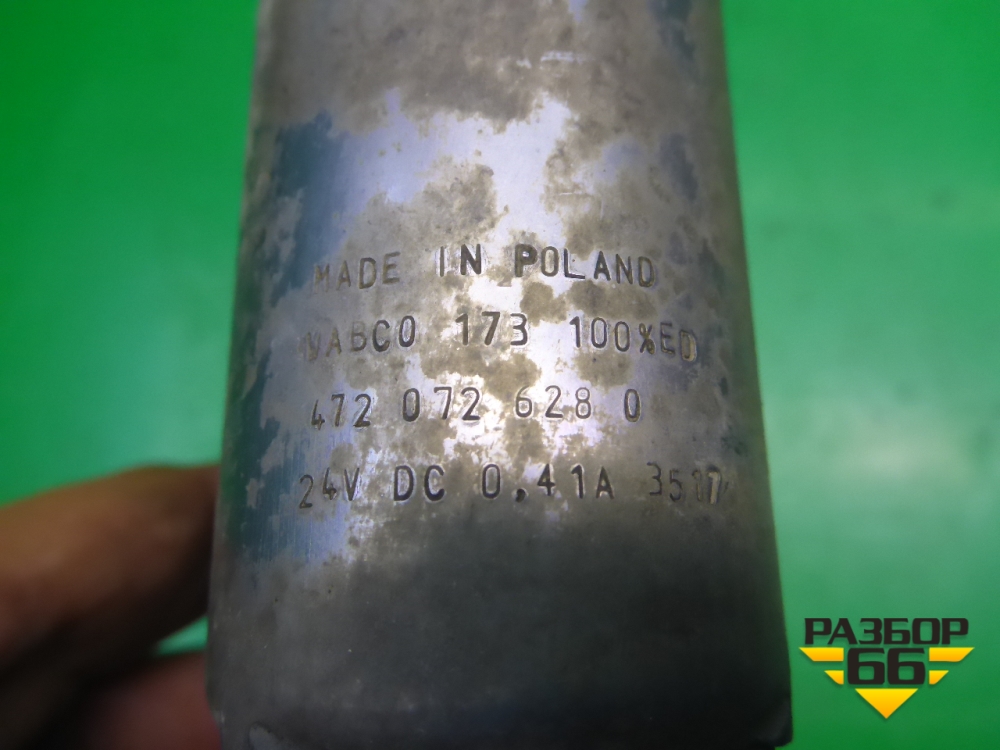 MADE IN POLAND
WABCO 173 100%ED
472 072 628 0
24V DC 0,41A
РАЗБОР
66